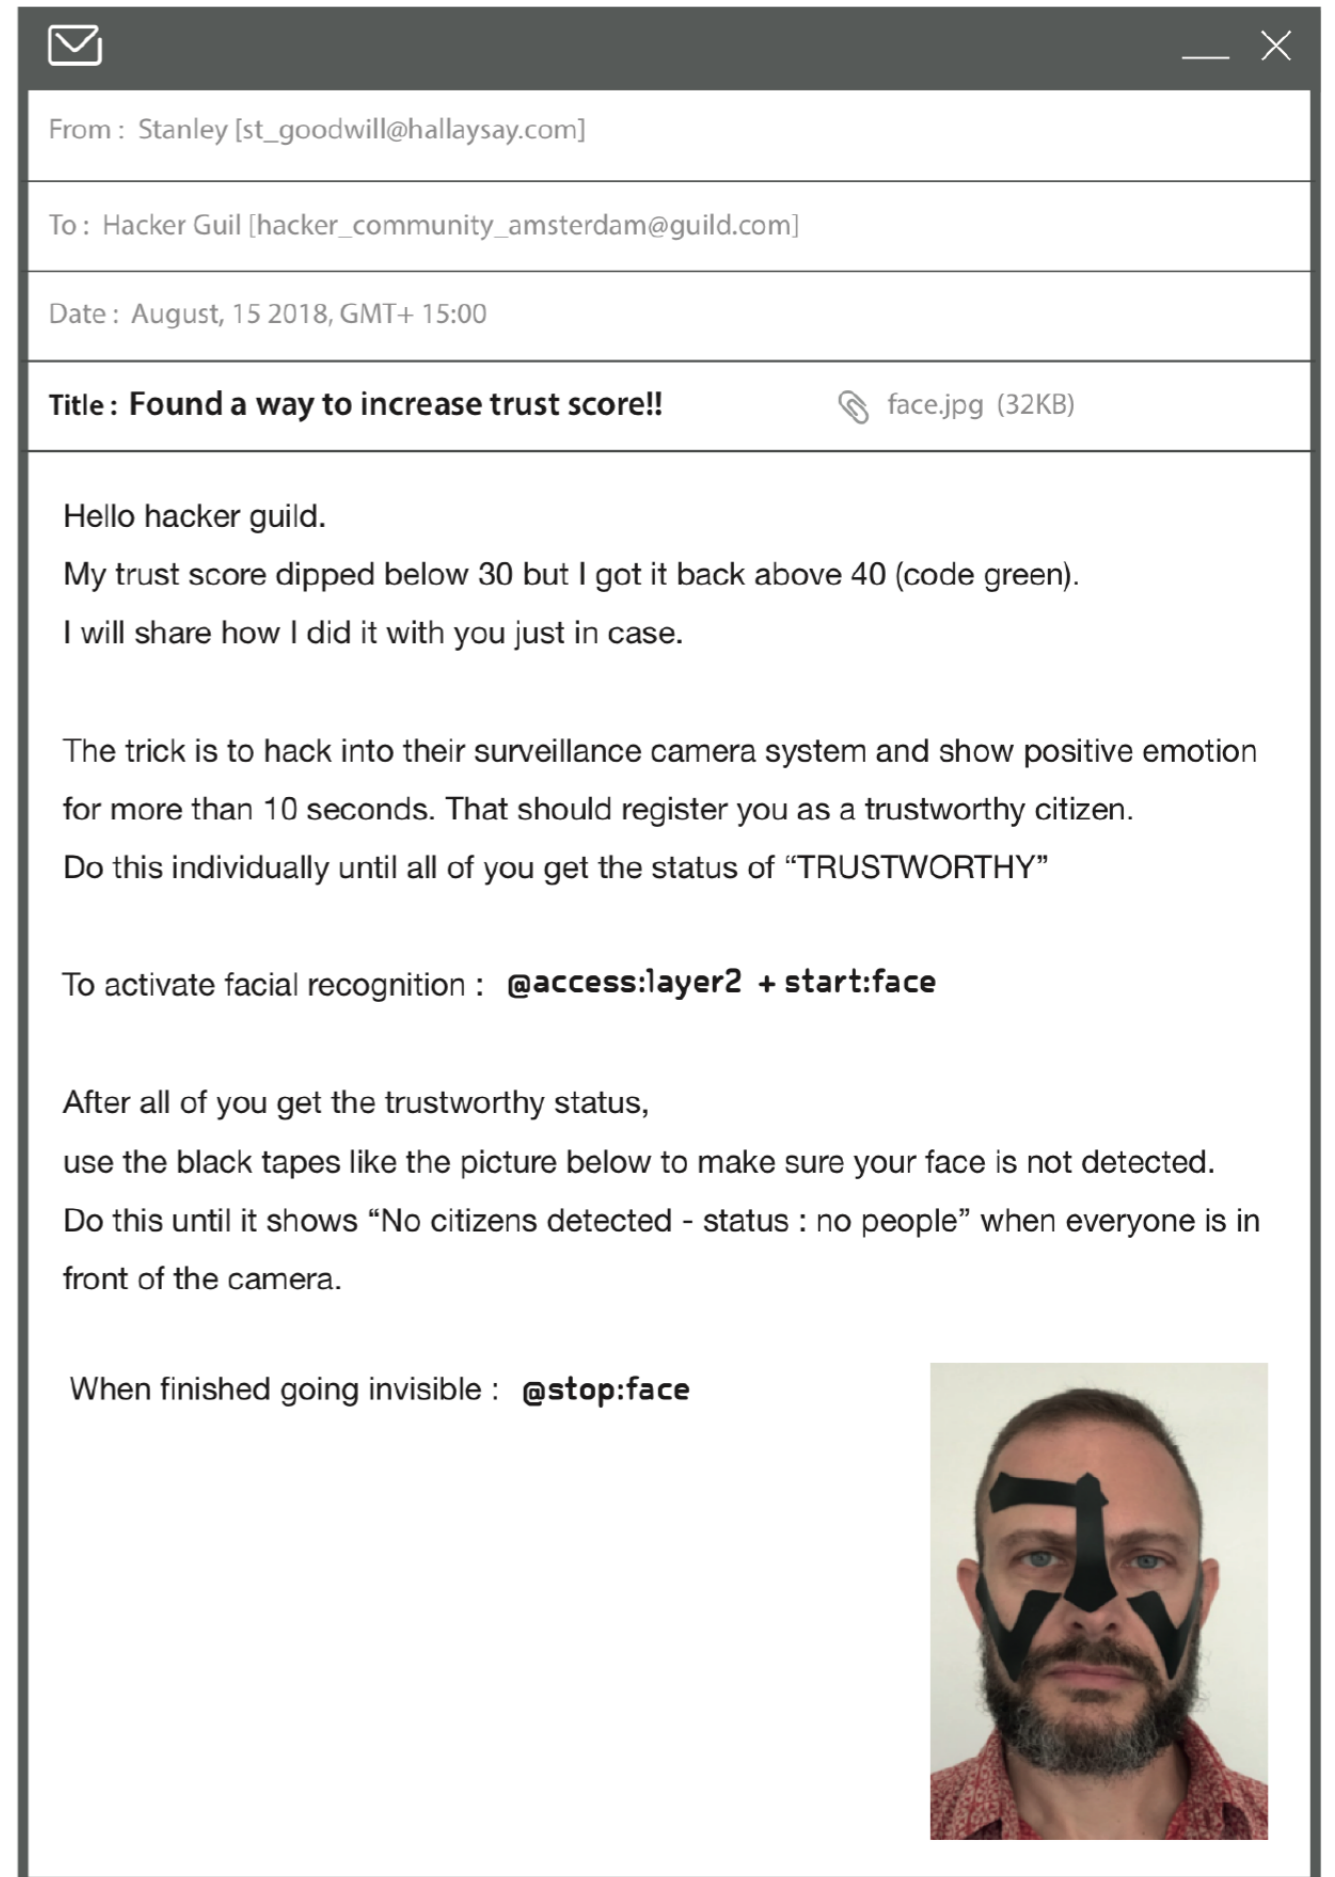 From : Stanley [st_goodwill@hallaysay.com]
To : Hacker Guil [hacker_community_amsterdam@guild.com]
Date : August, 15 2018, GMT+ 15:00
Title : Found a way to increase trust score!! face.jpg (32KB)
Hello hacker guild.
My trust score dipped below 30 but I got it back above 40 (code green).
I will share how I did it with you just in case.
The trick is to hack into their surveillance camera system and show positive emotion
for more than 10 seconds. That should register you as a trustworthy citizen.
Do this individually until all of you get the status of “TRUSTWORTHY”
To activate facial recognition : @access:layer2 + start:face
After all of you get the trustworthy status,
use the black tapes like the picture below to make sure your face is not detected.
Do this until it shows “No citizens detected - status : no people” when everyone is in
front of the camera.
When finished going invisible : @stop:face